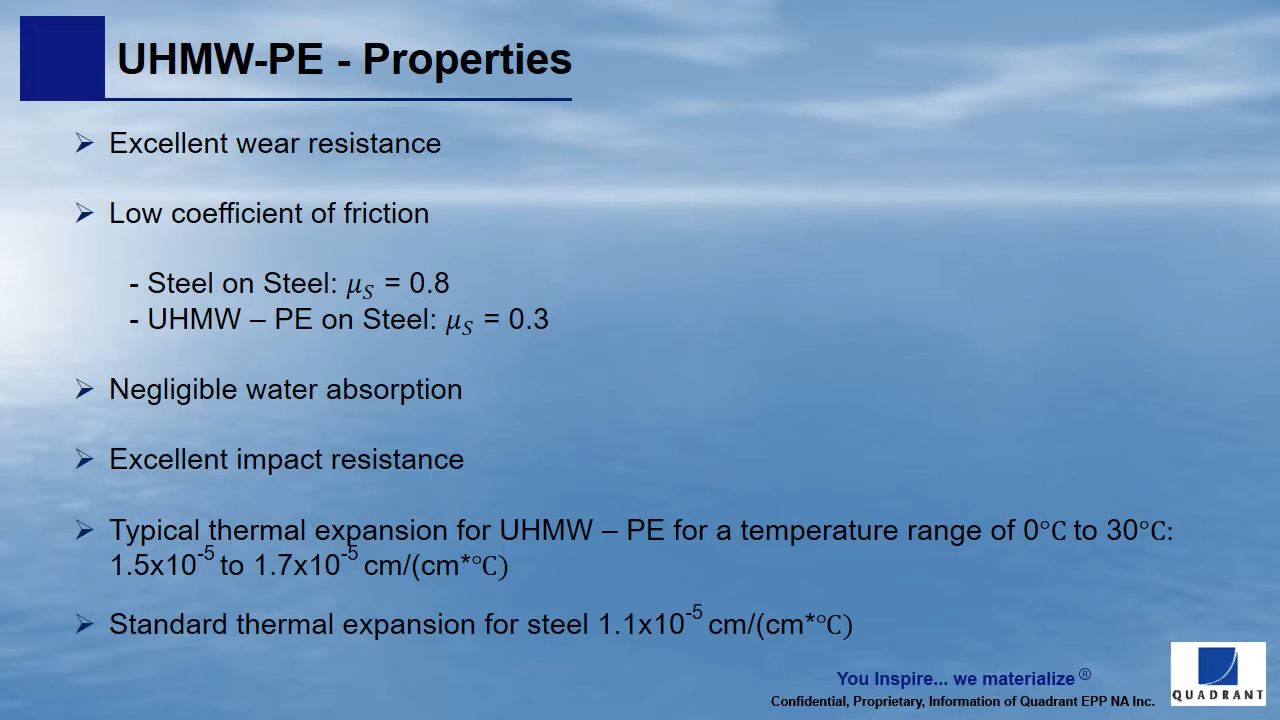 UHMW-PE - Properties
➢ Excellent wear resistance
➢ Low coefficient of friction
- Steel on Steel: 𝜇𝑆 = 0.8
- UHMW – PE on Steel: 𝜇𝑆 = 0.3
➢ Negligible water absorption
➢ Excellent impact resistance
➢ Typical thermal expansion for UHMW – PE for a temperature range of 0°C to 30°C:
1.5x10⁻⁵ to 1.7x10⁻⁵ cm/(cm*°C)
➢ Standard thermal expansion for steel 1.1x10⁻⁵ cm/(cm*°C)
You Inspire... we materialize ®
Confidential, Proprietary, Information of Quadrant EPP NA Inc.
QUADRANT